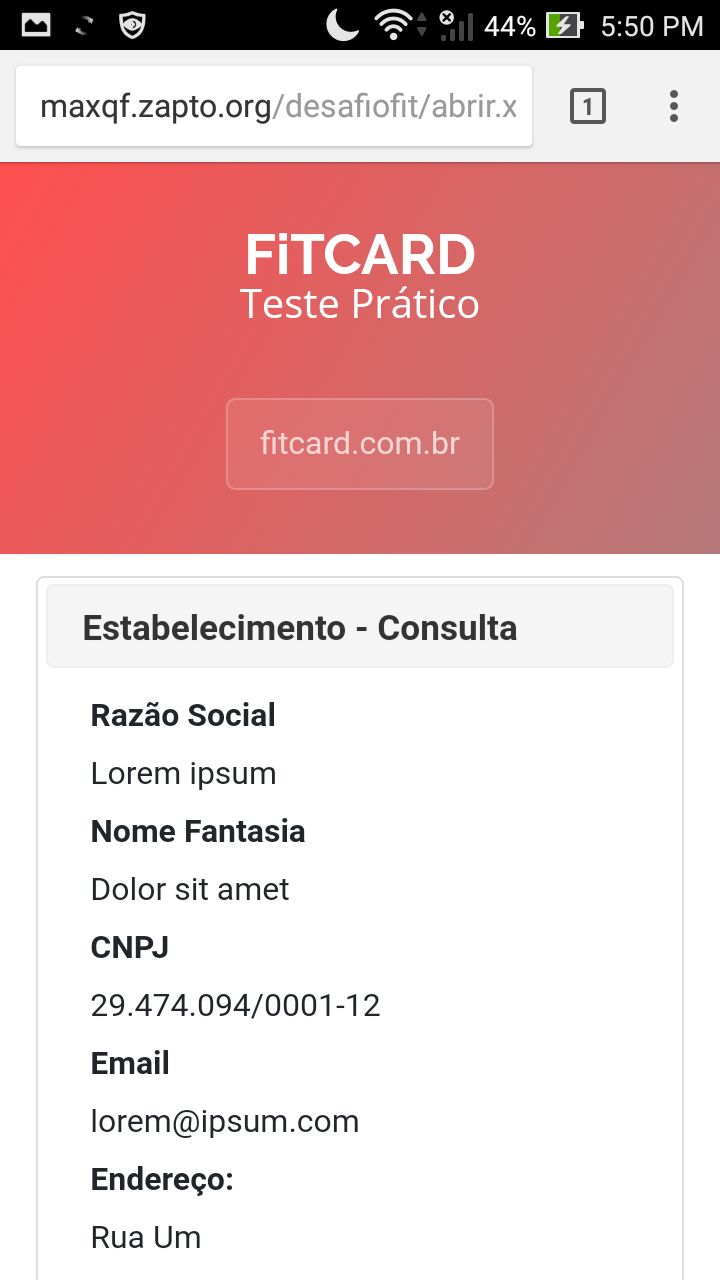 44%
5:50 PM
maxqf.zapto.org/desafiofit/abrir.x
1
FiTCARD
Teste Prático
fitcard.com.br
Estabelecimento - Consulta
Razão Social
Lorem ipsum
Nome Fantasia
Dolor sit amet
CNPJ
29.474.094/0001-12
Email
lorem@ipsum.com
Endereço:
Rua Um